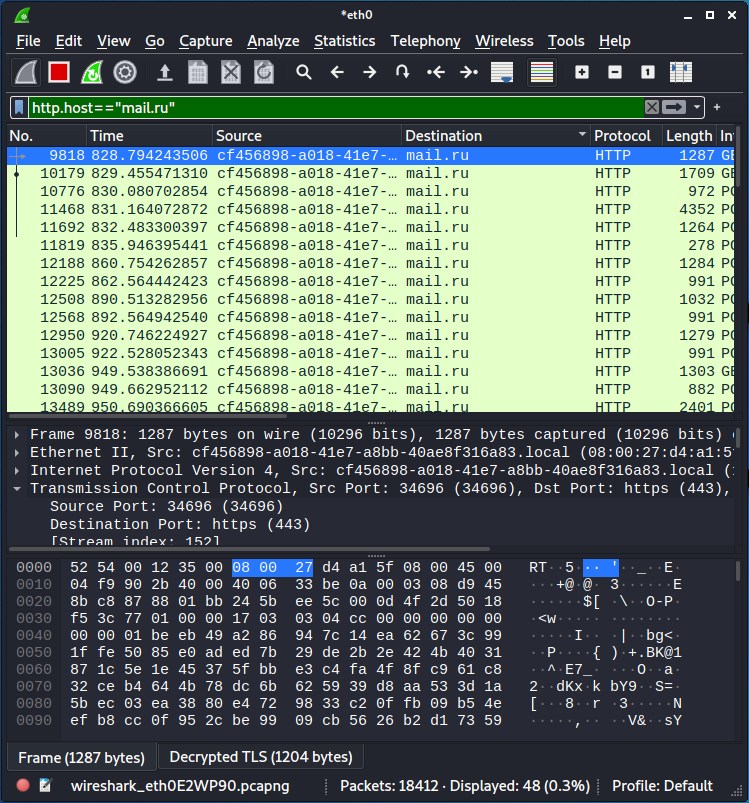 *eth0
File Edit View Go Capture Analyze Statistics Telephony Wireless Tools Help
http.host=="mail.ru"
No. Time Source Destination Protocol Length In
9818 828.794243506 cf456898-a018-41e7-… mail.ru HTTP 1287 GE
10179 829.455471310 cf456898-a018-41e7-… mail.ru HTTP 1709 GE
10776 830.080702854 cf456898-a018-41e7-… mail.ru HTTP 972 PO
11468 831.164072872 cf456898-a018-41e7-… mail.ru HTTP 4352 PO
11692 832.483300397 cf456898-a018-41e7-… mail.ru HTTP 1264 PO
11819 835.946395441 cf456898-a018-41e7-… mail.ru HTTP 278 PO
12188 860.754262857 cf456898-a018-41e7-… mail.ru HTTP 1284 PO
12225 862.564442423 cf456898-a018-41e7-… mail.ru HTTP 991 PO
12508 890.513282956 cf456898-a018-41e7-… mail.ru HTTP 1032 PO
12568 892.564942540 cf456898-a018-41e7-… mail.ru HTTP 991 PO
12950 920.746224927 cf456898-a018-41e7-… mail.ru HTTP 1279 PO
13005 922.528052343 cf456898-a018-41e7-… mail.ru HTTP 991 PO
13036 949.538386691 cf456898-a018-41e7-… mail.ru HTTP 1303 GE
13090 949.662952112 cf456898-a018-41e7-… mail.ru HTTP 882 PO
13489 950.690366605 cf456898-a018-41e7-… mail.ru HTTP 2401 PO
Frame 9818: 1287 bytes on wire (10296 bits), 1287 bytes captured (10296 bits)
Ethernet II, Src: cf456898-a018-41e7-a8bb-40ae8f316a83.local (08:00:27:d4:a1:5f
Internet Protocol Version 4, Src: cf456898-a018-41e7-a8bb-40ae8f316a83.local (
Transmission Control Protocol, Src Port: 34696 (34696), Dst Port: https (443),
Source Port: 34696 (34696)
Destination Port: https (443)
[Stream index: 152]
0000 52 54 00 12 35 00 08 00 27 d4 a1 5f 08 00 45 00 RT··5···'··_··E·
0010 04 f9 90 2b 40 00 40 06 33 be 0a 00 03 08 d9 45 ···+@·@·3······E
0020 8b c8 87 88 01 bb 24 5b ee 5c 00 0d 4f 2d 50 18 ······$[·\··O-P·
0030 f5 3c 77 01 00 00 17 03 03 04 cc 00 00 00 00 00 ·<w·············
0040 00 00 01 be eb 49 a2 86 94 7c 14 ea 62 67 3c 99 ·····I···|··bg<·
0050 1f fe 50 85 e0 ad ed 7b 29 de 2b 2e 42 4b 40 31 ··P····{)·+.BK@1
0060 87 1c 5e 1e 45 37 5f bb e3 c4 fa 4f 8f c9 61 c8 ··^·E7_····O··a·
0070 32 ce b4 64 4b 78 dc 6b 62 59 39 d8 aa 53 3d 1a 2··dKx·kbY9··S=·
0080 5b ec 03 ea 38 80 e4 72 98 33 c2 0f fb 09 b5 4e [···8··r·3·····N
0090 ef b8 cc 0f 95 2c be 99 09 cb 56 26 b2 d1 73 59 ·····,····V&··sY
Frame (1287 bytes) Decrypted TLS (1204 bytes)
wireshark_eth0E2WP90.pcapng Packets: 18412 · Displayed: 48 (0.3%) Profile: Default